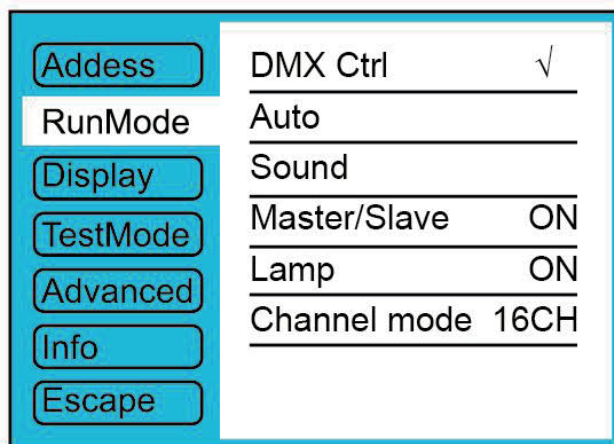 Addess
RunMode
Display
TestMode
Advanced
Info
Escape
DMX Ctrl √
Auto
Sound
Master/Slave ON
Lamp ON
Channel mode 16CH